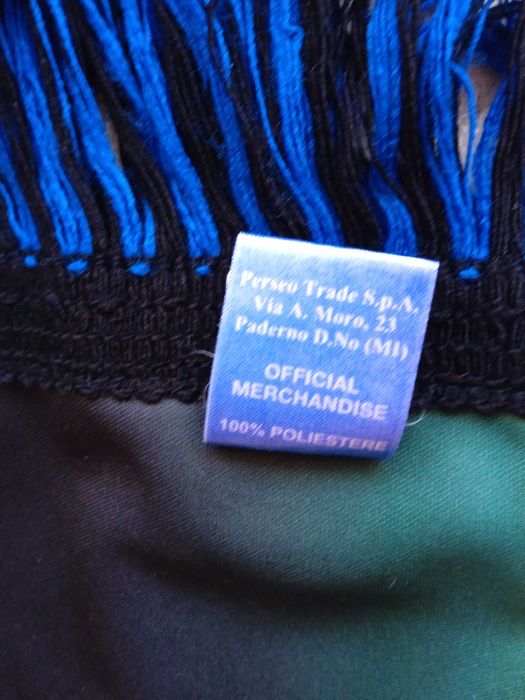 Perseo Trade S.p.A.
Via A. Moro, 23
Paderno D.No (MI)
OFFICIAL
MERCHANDISE
100% POLIESTERE